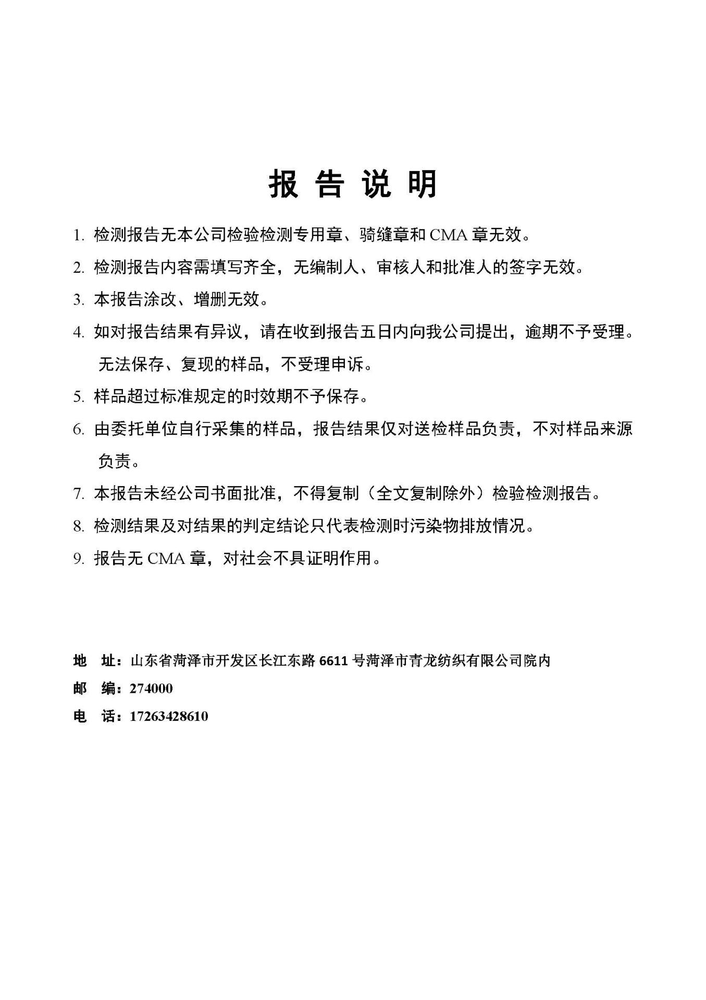 报告说明
1. 检测报告无本公司检验检测专用章、骑缝章和 CMA 章无效。
2. 检测报告内容需填写齐全，无编制人、审核人和批准人的签字无效。
3. 本报告涂改、增删无效。
4. 如对报告结果有异议，请在收到报告五日内向我公司提出，逾期不予受理。
无法保存、复现的样品，不受理申诉。
5. 样品超过标准规定的时效期不予保存。
6. 由委托单位自行采集的样品，报告结果仅对送检样品负责，不对样品来源
负责。
7. 本报告未经公司书面批准，不得复制（全文复制除外）检验检测报告。
8. 检测结果及对结果的判定结论只代表检测时污染物排放情况。
9. 报告无 CMA 章，对社会不具证明作用。
地 址：山东省菏泽市开发区长江东路 6611 号菏泽市青龙纺织有限公司院内
邮 编：274000
电 话：17263428610